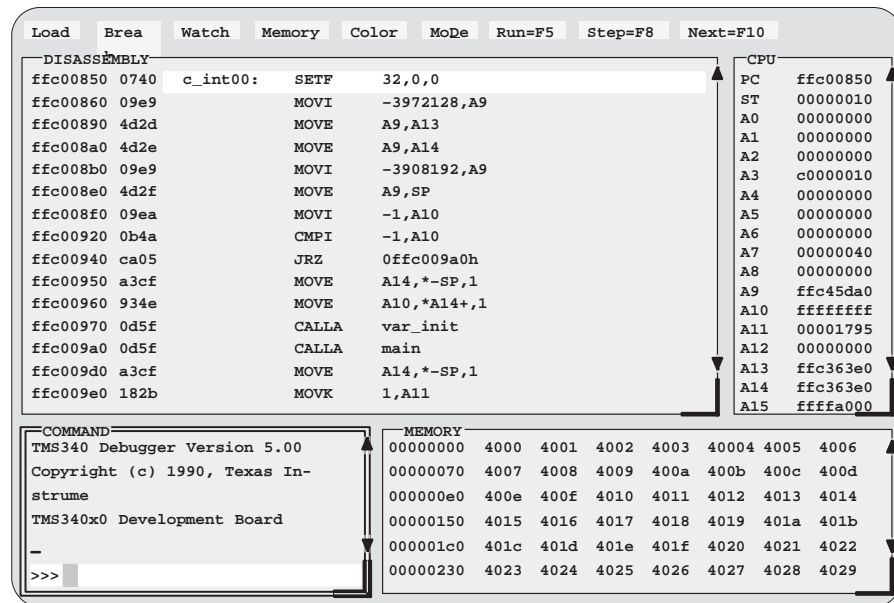 Load Brea Watch Memory Color MoDe Run=F5 Step=F8 Next=F10
DISASSEMBLY
ffc00850 0740 c_int00: SETF 32,0,0
ffc00860 09e9 MOVI -3972128,A9
ffc00890 4d2d MOVE A9,A13
ffc008a0 4d2e MOVE A9,A14
ffc008b0 09e9 MOVI -3908192,A9
ffc008e0 4d2f MOVE A9,SP
ffc008f0 09ea MOVI -1,A10
ffc00920 0b4a CMPI -1,A10
ffc00940 ca05 JRZ 0ffc009a0h
ffc00950 a3cf MOVE A14,*-SP,1
ffc00960 934e MOVE A10,*A14+,1
ffc00970 0d5f CALLA var_init
ffc009a0 0d5f CALLA main
ffc009d0 a3cf MOVE A14,*-SP,1
ffc009e0 182b MOVK 1,A11
CPU
PC ffc00850
ST 00000010
A0 00000000
A1 00000000
A2 00000000
A3 c0000010
A4 00000000
A5 00000000
A6 00000000
A7 00000040
A8 00000000
A9 ffc45da0
A10 ffffffff
A11 00001795
A12 00000000
A13 ffc363e0
A14 ffc363e0
A15 ffffa000
COMMAND
TMS340 Debugger Version 5.00
Copyright (c) 1990, Texas In-
strume
TMS340x0 Development Board
_
>>>
MEMORY
00000000 4000 4001 4002 4003 40004 4005 4006
00000070 4007 4008 4009 400a 400b 400c 400d
000000e0 400e 400f 4010 4011 4012 4013 4014
00000150 4015 4016 4017 4018 4019 401a 401b
000001c0 401c 401d 401e 401f 4020 4021 4022
00000230 4023 4024 4025 4026 4027 4028 4029